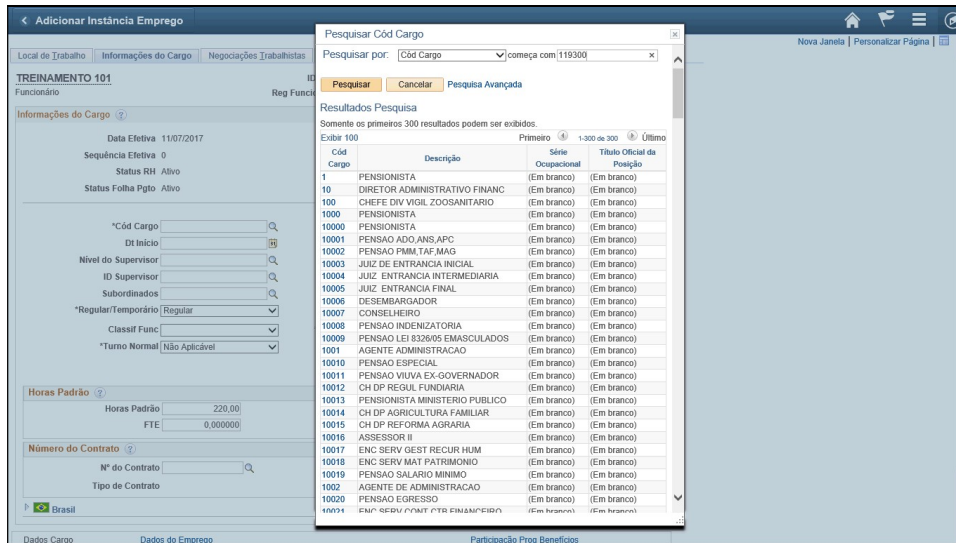 Adicionar Instância Emprego
Nova Janela | Personalizar Página |
Local de Trabalho
Informações do Cargo
Negociações Trabalhistas
TREINAMENTO 101
ID
Funcionário
Reg Funci
Informações do Cargo
Data Efetiva 11/07/2017
Sequência Efetiva 0
Status RH Ativo
Status Folha Pgto Ativo
*Cód Cargo
Dt Início
Nível do Supervisor
ID Supervisor
Subordinados
*Regular/Temporário Regular
Classif Func
*Turno Normal Não Aplicável
Horas Padrão
Horas Padrão 220,00
FTE 0,000000
Número do Contrato
Nº do Contrato
Tipo de Contrato
Brasil
Dados Cargo Dados do Emprego Participação Prog Benefícios
Pesquisar Cód Cargo
Pesquisar por: Cód Cargo começa com 119300
Pesquisar Cancelar Pesquisa Avançada
Resultados Pesquisa
Somente os primeiros 300 resultados podem ser exibidos.
Exibir 100 Primeiro 1-300 de 300 Último
Cód Cargo Descrição Série Ocupacional Título Oficial da Posição
1 PENSIONISTA (Em branco) (Em branco)
10 DIRETOR ADMINISTRATIVO FINANC (Em branco) (Em branco)
100 CHEFE DIV VIGIL ZOOSANITARIO (Em branco) (Em branco)
1000 PENSIONISTA (Em branco) (Em branco)
10000 PENSIONISTA (Em branco) (Em branco)
10001 PENSAO ADO,ANS,APC (Em branco) (Em branco)
10002 PENSAO PMM,TAF,MAG (Em branco) (Em branco)
10003 JUIZ DE ENTRANCIA INICIAL (Em branco) (Em branco)
10004 JUIZ ENTRANCIA INTERMEDIARIA (Em branco) (Em branco)
10005 JUIZ ENTRANCIA FINAL (Em branco) (Em branco)
10006 DESEMBARGADOR (Em branco) (Em branco)
10007 CONSELHEIRO (Em branco) (Em branco)
10008 PENSAO INDENIZATORIA (Em branco) (Em branco)
10009 PENSAO LEI 8326/05 EMASCULADOS (Em branco) (Em branco)
1001 AGENTE ADMINISTRACAO (Em branco) (Em branco)
10010 PENSAO ESPECIAL (Em branco) (Em branco)
10011 PENSAO VIUVA EX-GOVERNADOR (Em branco) (Em branco)
10012 CH DP REGUL FUNDIARIA (Em branco) (Em branco)
10013 PENSIONISTA MINISTERIO PUBLICO (Em branco) (Em branco)
10014 CH DP AGRICULTURA FAMILIAR (Em branco) (Em branco)
10015 CH DP REFORMA AGRARIA (Em branco) (Em branco)
10016 ASSESSOR II (Em branco) (Em branco)
10017 ENC SERV GEST RECUR HUM (Em branco) (Em branco)
10018 ENC SERV MAT PATRIMONIO (Em branco) (Em branco)
10019 PENSAO SALARIO MINIMO (Em branco) (Em branco)
1002 AGENTE DE ADMINISTRACAO (Em branco) (Em branco)
10020 PENSAO EGRESSO (Em branco) (Em branco)
10021 ENC SERV CONT CTB FINANCEIRO (Em branco) (Em branco)